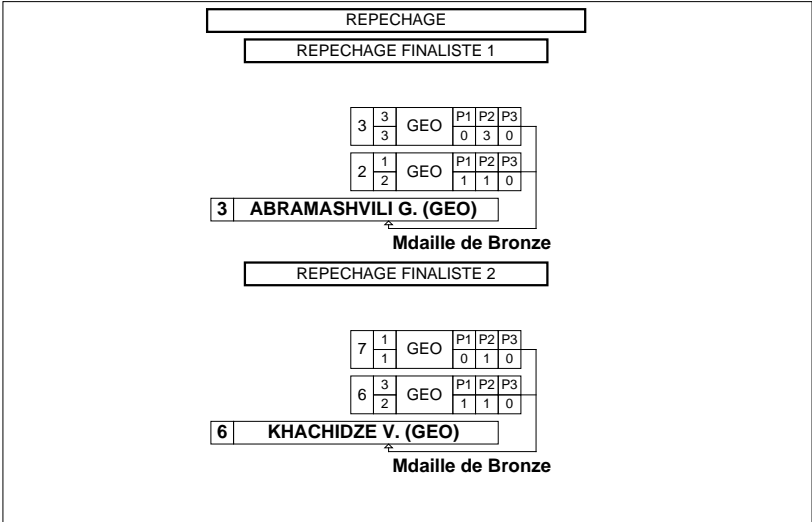 REPECHAGE
REPECHAGE FINALISTE 1
3 3 GEO P1 P2 P3
3 0 3 0
2 1 GEO P1 P2 P3
2 1 1 0
3 ABRAMASHVILI G. (GEO)
Mdaille de Bronze
REPECHAGE FINALISTE 2
7 1 GEO P1 P2 P3
1 0 1 0
6 3 GEO P1 P2 P3
2 1 1 0
6 KHACHIDZE V. (GEO)
Mdaille de Bronze